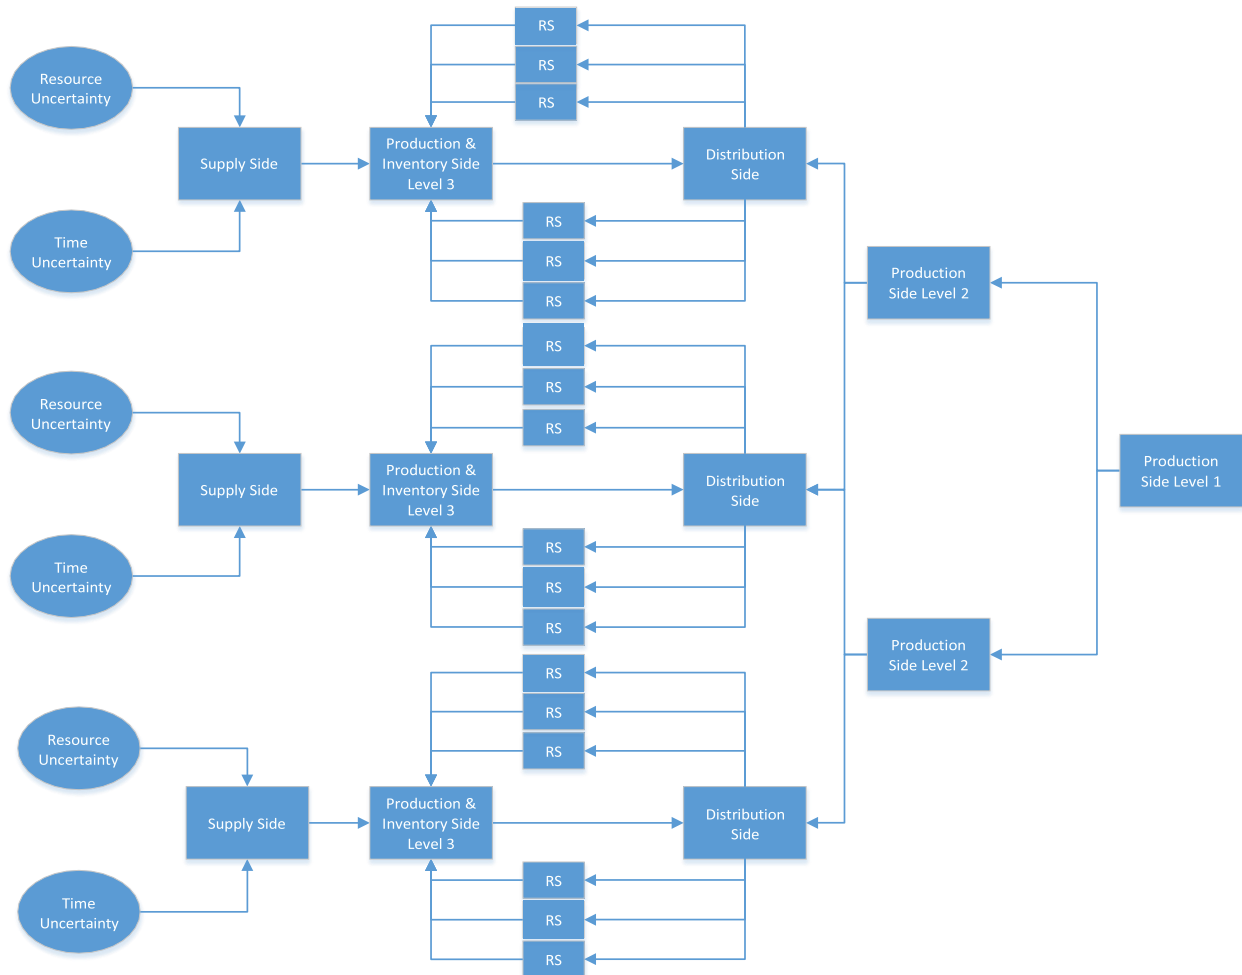 RS
RS
RS
Resource
Uncertainty
Supply Side
Production &
Inventory Side
Level 3
Distribution
Side
Time
Uncertainty
RS
RS
RS
Production
Side Level 2
RS
RS
RS
Resource
Uncertainty
Supply Side
Production &
Inventory Side
Level 3
Distribution
Side
Production
Side Level 1
Time
Uncertainty
RS
RS
RS
Production
Side Level 2
RS
RS
RS
Resource
Uncertainty
Supply Side
Production &
Inventory Side
Level 3
Distribution
Side
Time
Uncertainty
RS
RS
RS